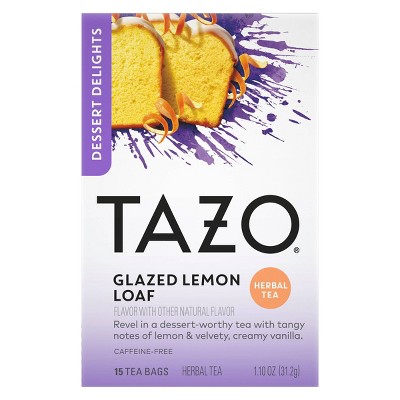 DESSERT DELIGHTS
TAZO®
GLAZED LEMON
LOAF
HERBAL
TEA
FLAVOR WITH OTHER NATURAL FLAVOR
Revel in a dessert-worthy tea with tangy
notes of lemon & velvety, creamy vanilla.
CAFFEINE-FREE
15 TEA BAGS HERBAL TEA 1.10 OZ (31.2g)